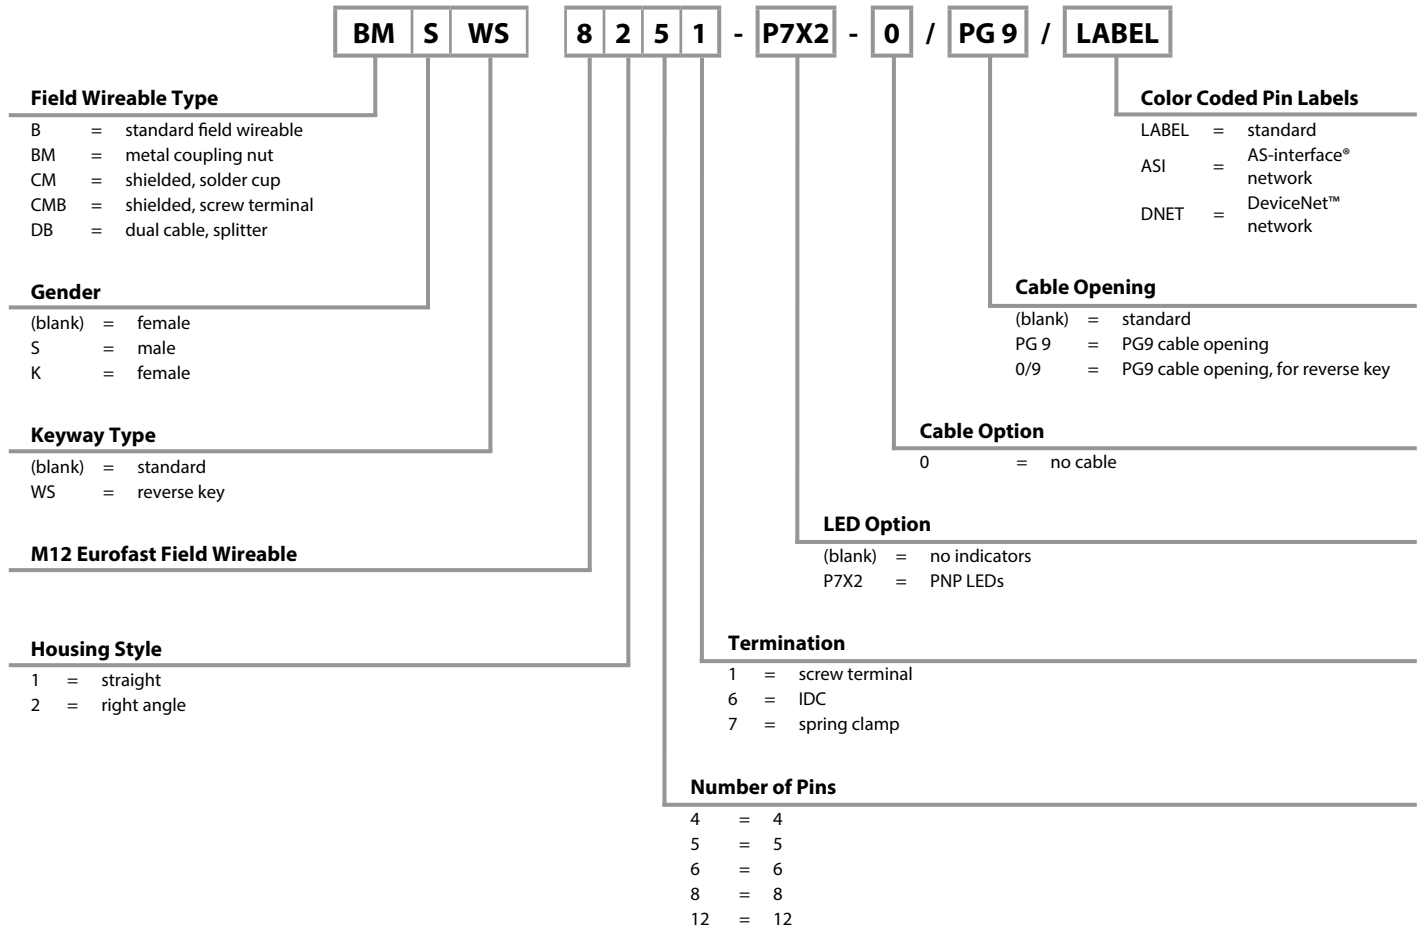 BM S WS 8 2 5 1 - P7X2 - 0 / PG 9 / LABEL
Field Wireable Type
B = standard field wireable
BM = metal coupling nut
CM = shielded, solder cup
CMB = shielded, screw terminal
DB = dual cable, splitter
Gender
(blank) = female
S = male
K = female
Keyway Type
(blank) = standard
WS = reverse key
M12 Eurofast Field Wireable
Housing Style
1 = straight
2 = right angle
Color Coded Pin Labels
LABEL = standard
ASI = AS-interface®
network
DNET = DeviceNet™
network
Cable Opening
(blank) = standard
PG 9 = PG9 cable opening
0/9 = PG9 cable opening, for reverse key
Cable Option
0 = no cable
LED Option
(blank) = no indicators
P7X2 = PNP LEDs
Termination
1 = screw terminal
6 = IDC
7 = spring clamp
Number of Pins
4 = 4
5 = 5
6 = 6
8 = 8
12 = 12